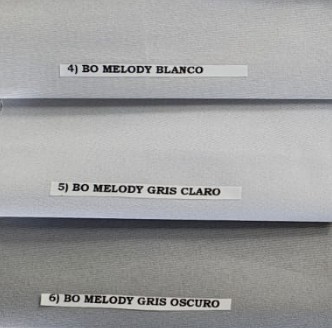 4) BO MELODY BLANCO
5) BO MELODY GRIS CLARO
6) BO MELODY GRIS OSCURO